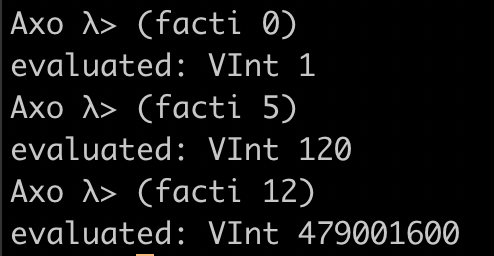 Axo λ> (facti 0)
evaluated: VInt 1
Axo λ> (facti 5)
evaluated: VInt 120
Axo λ> (facti 12)
evaluated: VInt 479001600